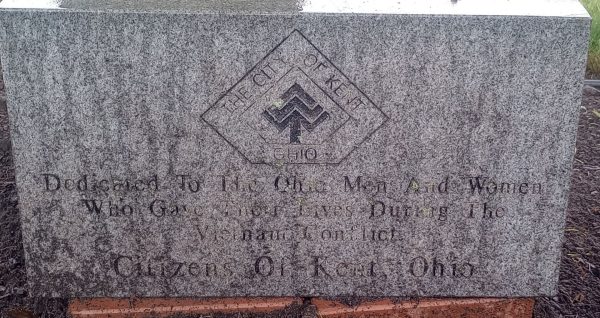 THE CITY OF KENT
OHIO
Dedicated To The Ohio Men And Women
Who Gave Their Lives During The
Vietnam Conflict.
Citizens Of Kent, Ohio